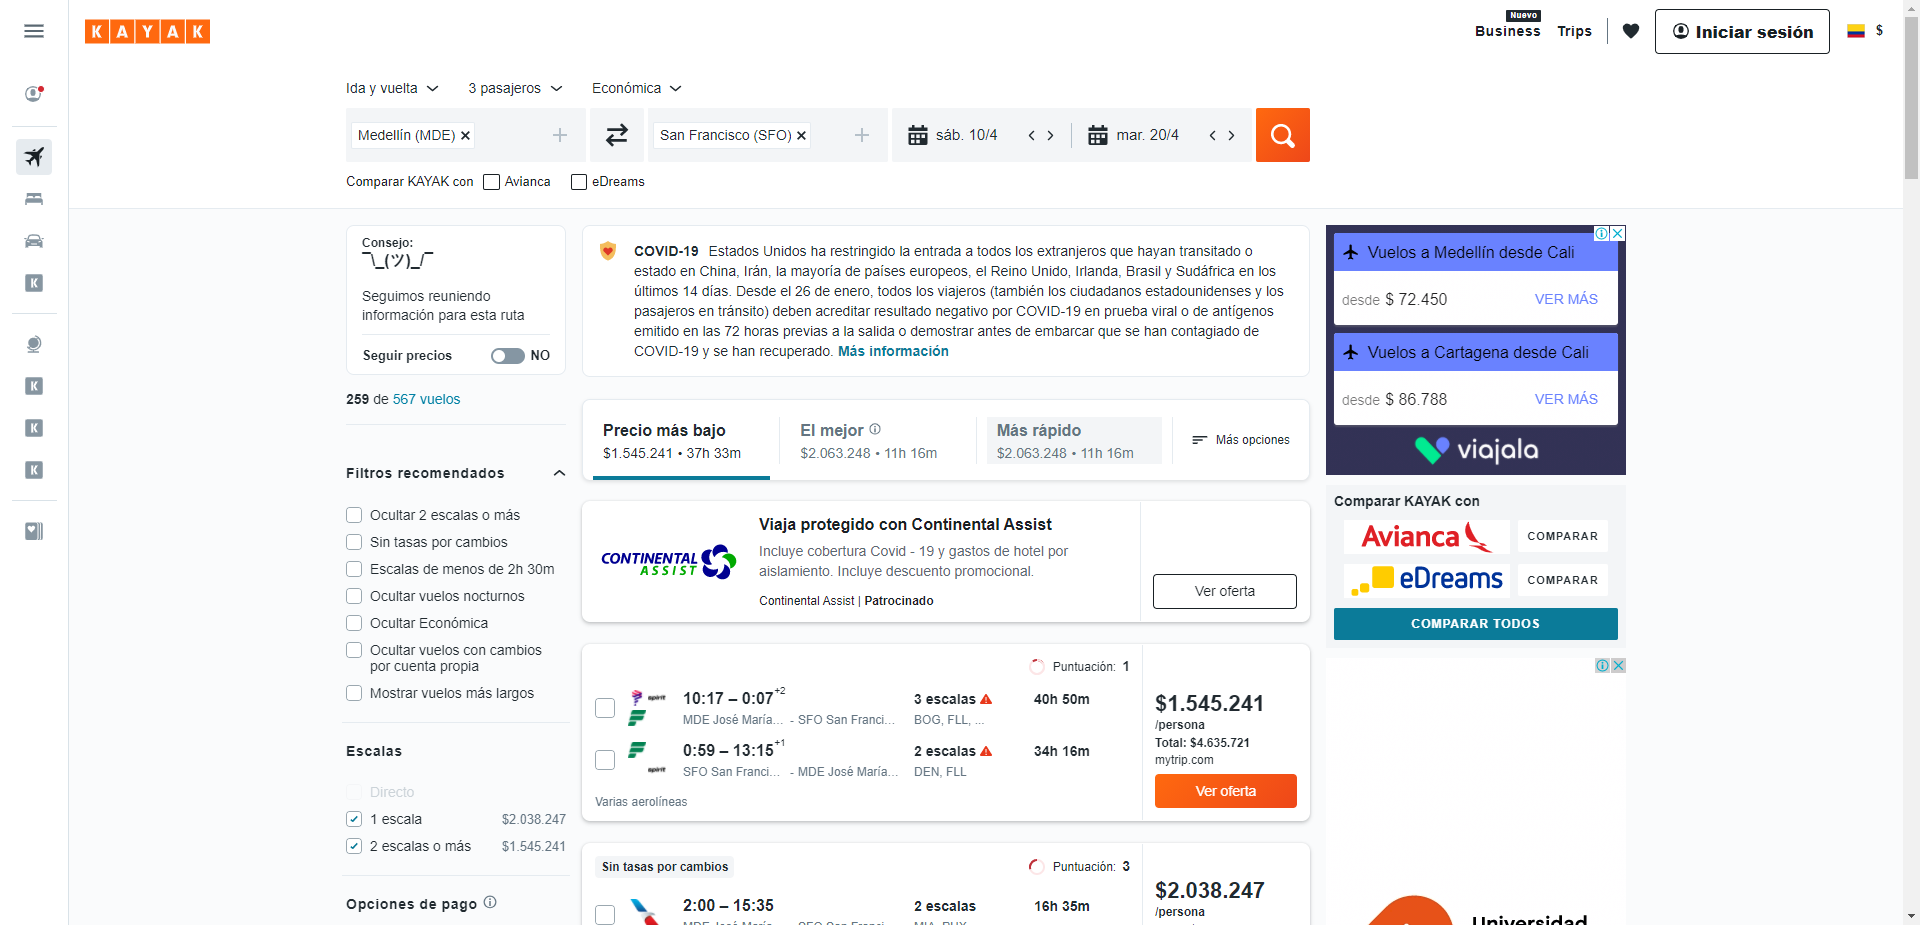 KAYAK
Nuevo
Business
Trips
Iniciar sesión
$
Ida y vuelta
3 pasajeros
Económica
Medellín (MDE)
San Francisco (SFO)
sáb. 10/4
mar. 20/4
Comparar KAYAK con
Avianca
eDreams
Consejo:
¯\_(ツ)_/¯
Seguimos reuniendo
información para esta ruta
Seguir precios
NO
259 de 567 vuelos
Filtros recomendados
Ocultar 2 escalas o más
Sin tasas por cambios
Escalas de menos de 2h 30m
Ocultar vuelos nocturnos
Ocultar Económica
Ocultar vuelos con cambios
por cuenta propia
Mostrar vuelos más largos
Escalas
Directo
1 escala $2.038.247
2 escalas o más $1.545.241
Opciones de pago
K
K
K
K
COVID-19 Estados Unidos ha restringido la entrada a todos los extranjeros que hayan transitado o
estado en China, Irán, la mayoría de países europeos, el Reino Unido, Irlanda, Brasil y Sudáfrica en los
últimos 14 días. Desde el 26 de enero, todos los viajeros (también los ciudadanos estadounidenses y los
pasajeros en tránsito) deben acreditar resultado negativo por COVID-19 en prueba viral o de antígenos
emitido en las 72 horas previas a la salida o demostrar antes de embarcar que se han contagiado de
COVID-19 y se han recuperado. Más información
Precio más bajo
$1.545.241 • 37h 33m
El mejor
$2.063.248 • 11h 16m
Más rápido
$2.063.248 • 11h 16m
Más opciones
CONTINENTAL
ASSIST
Viaja protegido con Continental Assist
Incluye cobertura Covid - 19 y gastos de hotel por
aislamiento. Incluye descuento promocional.
Continental Assist | Patrocinado
Ver oferta
Puntuación: 1
spirit
10:17 – 0:07+2
MDE José María... - SFO San Franci...
3 escalas
BOG, FLL, ...
40h 50m
spirit
0:59 – 13:15+1
SFO San Franci... - MDE José María...
2 escalas
DEN, FLL
34h 16m
Varias aerolíneas
$1.545.241
/persona
Total: $4.635.721
mytrip.com
Ver oferta
Sin tasas por cambios
Puntuación: 3
2:00 – 15:35
MDE José María... - SFO San Franci...
2 escalas
MIA, PHX
16h 35m
$2.038.247
/persona
Vuelos a Medellín desde Cali
desde $ 72.450
VER MÁS
Vuelos a Cartagena desde Cali
desde $ 86.788
VER MÁS
viajala
Comparar KAYAK con
Avianca
COMPARAR
eDreams
COMPARAR
COMPARAR TODOS
Universidad